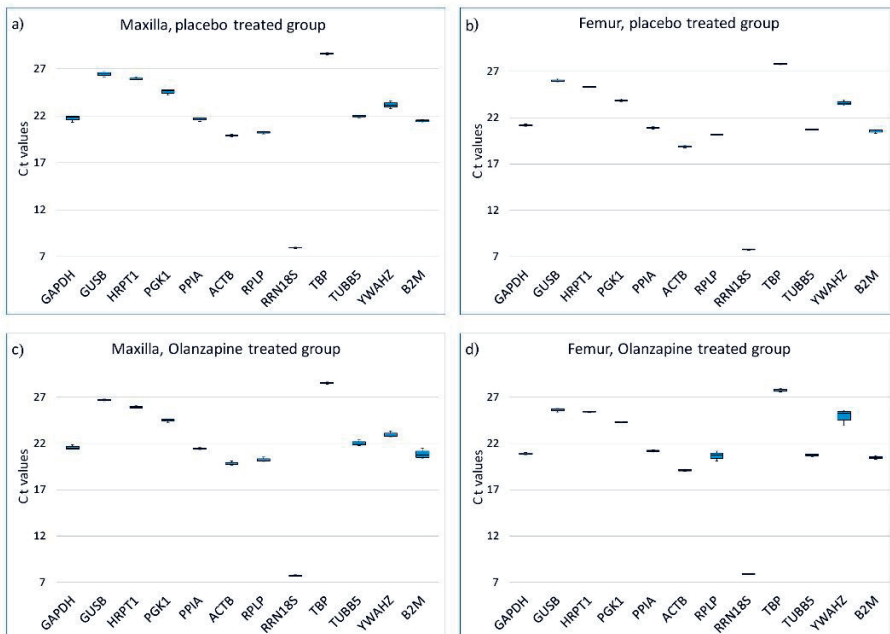 a)
Maxilla, placebo treated group
Ct values
27
22
17
12
7
GAPDH
GUSB
HRPT1
PGK1
PPIA
ACTB
RPLP
RRN18S
TBP
TUBB5
YWAHZ
B2M
b)
Femur, placebo treated group
Ct values
27
22
17
12
7
GAPDH
GUSB
HRPT1
PGK1
PPIA
ACTB
RPLP
RRN18S
TBP
TUBB5
YWAHZ
B2M
c)
Maxilla, Olanzapine treated group
Ct values
27
22
17
12
7
GAPDH
GUSB
HRPT1
PGK1
PPIA
ACTB
RPLP
RRN18S
TBP
TUBB5
YWAHZ
B2M
d)
Femur, Olanzapine treated group
Ct values
27
22
17
12
7
GAPDH
GUSB
HRPT1
PGK1
PPIA
ACTB
RPLP
RRN18S
TBP
TUBB5
YWAHZ
B2M